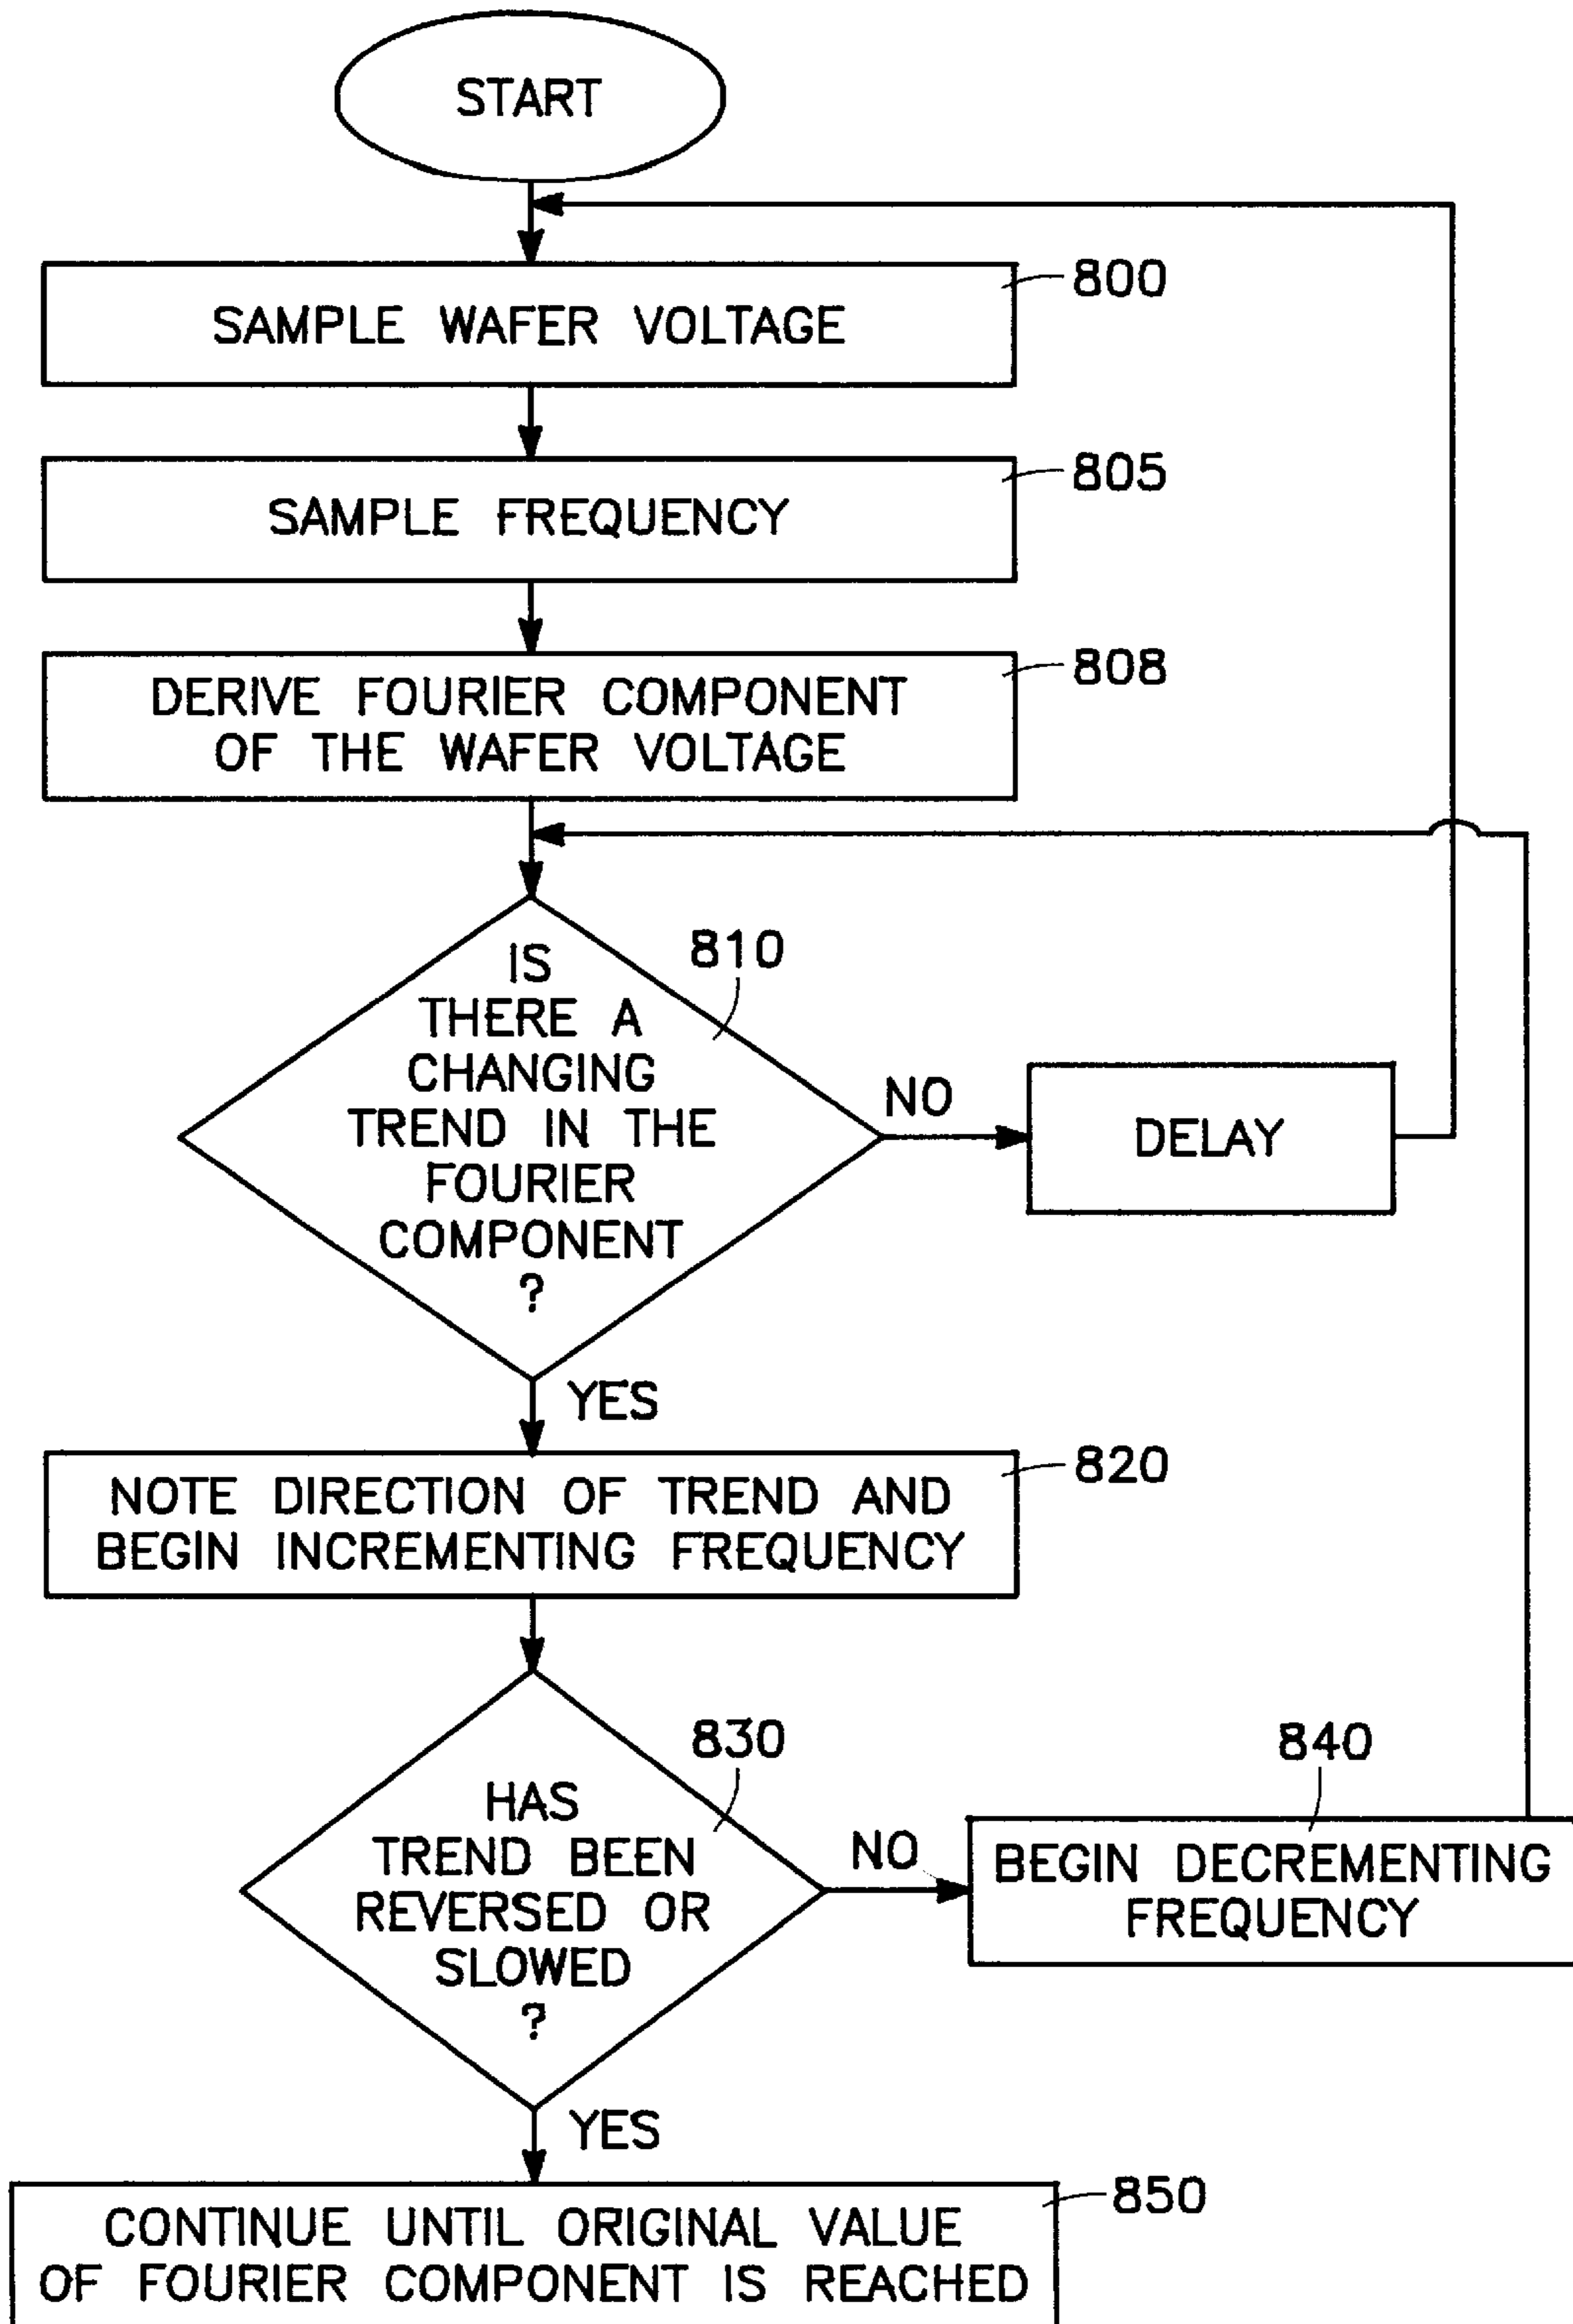 START
SAMPLE WAFER VOLTAGE
800
SAMPLE FREQUENCY
805
DERIVE FOURIER COMPONENT
OF THE WAFER VOLTAGE
808
IS
THERE A
CHANGING
TREND IN THE
FOURIER
COMPONENT
?
810
NO
DELAY
YES
NOTE DIRECTION OF TREND AND
BEGIN INCREMENTING FREQUENCY
820
HAS
TREND BEEN
REVERSED OR
SLOWED
?
830
NO
BEGIN DECREMENTING
FREQUENCY
840
YES
CONTINUE UNTIL ORIGINAL VALUE
OF FOURIER COMPONENT IS REACHED
850